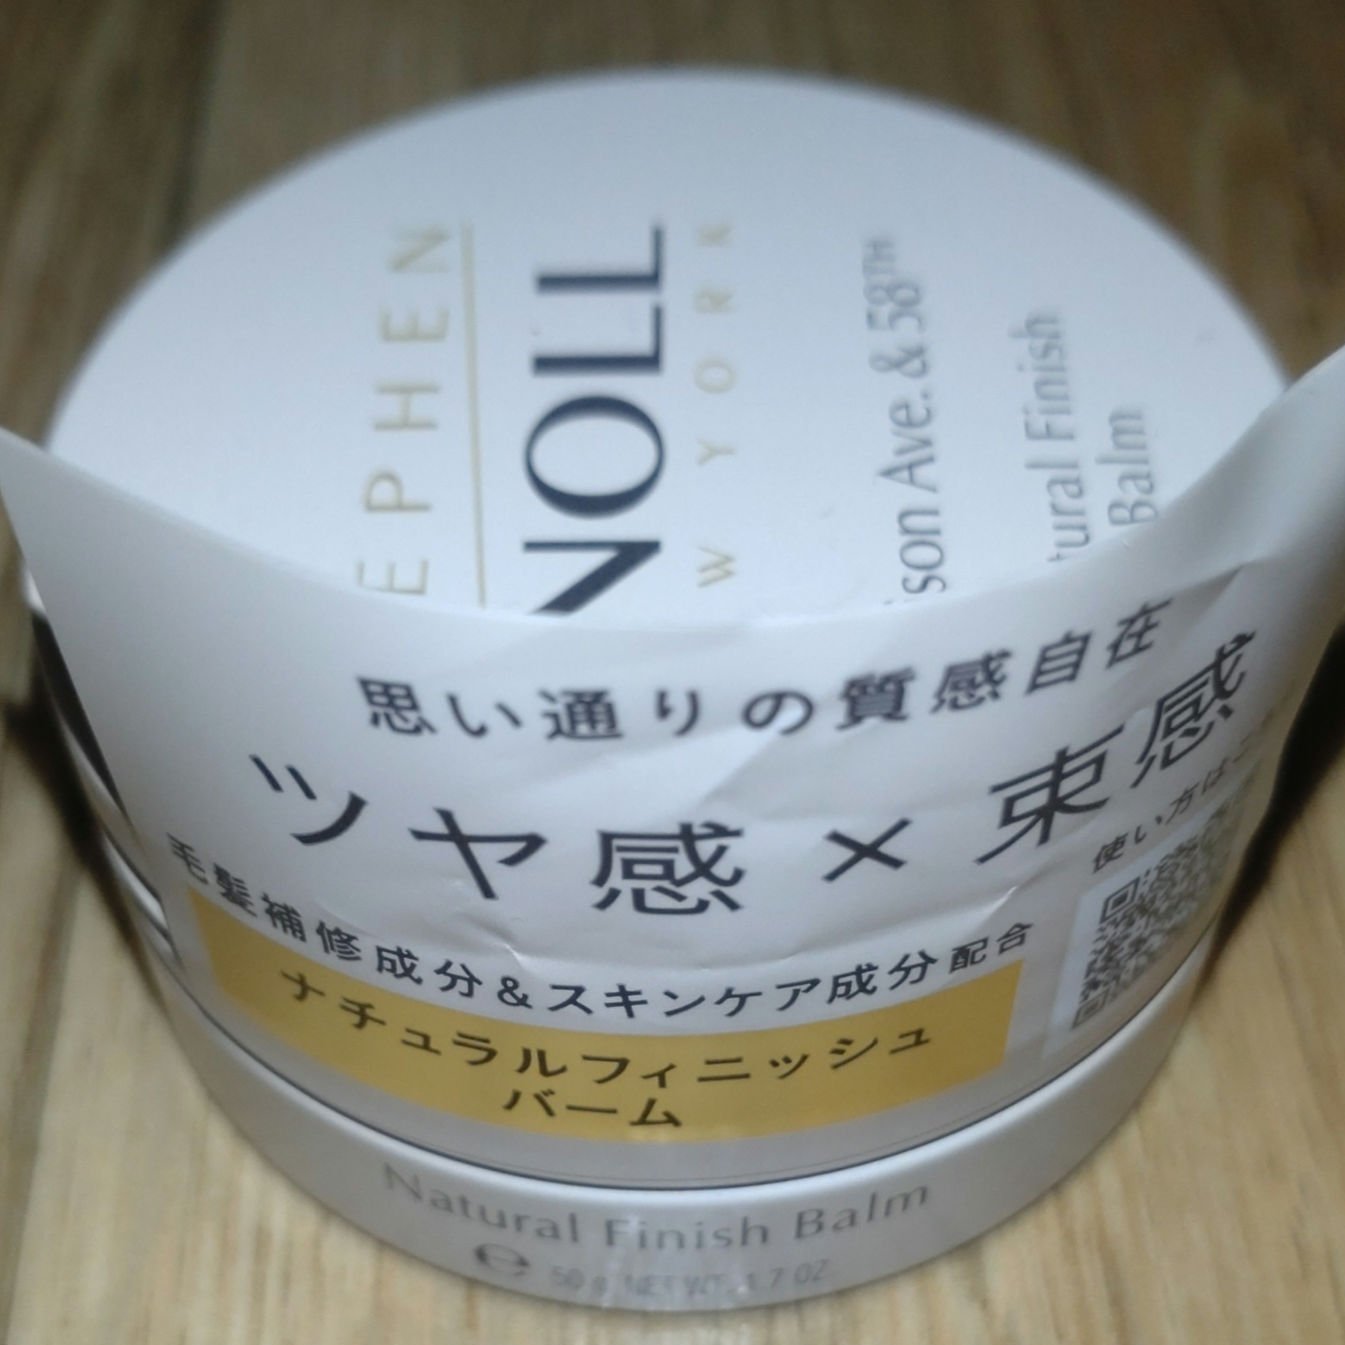 EPHEN
NOLL
W YORK
ison Ave. & 58TH
tural Finish
Balm
思い通りの質感自在
ツヤ感×束感
使い方は
毛髪補修成分&スキンケア成分配合
ナチュラルフィニッシュ
バーム
Natural Finish Balm
℮ 50 g NET WT. 1.7 OZ